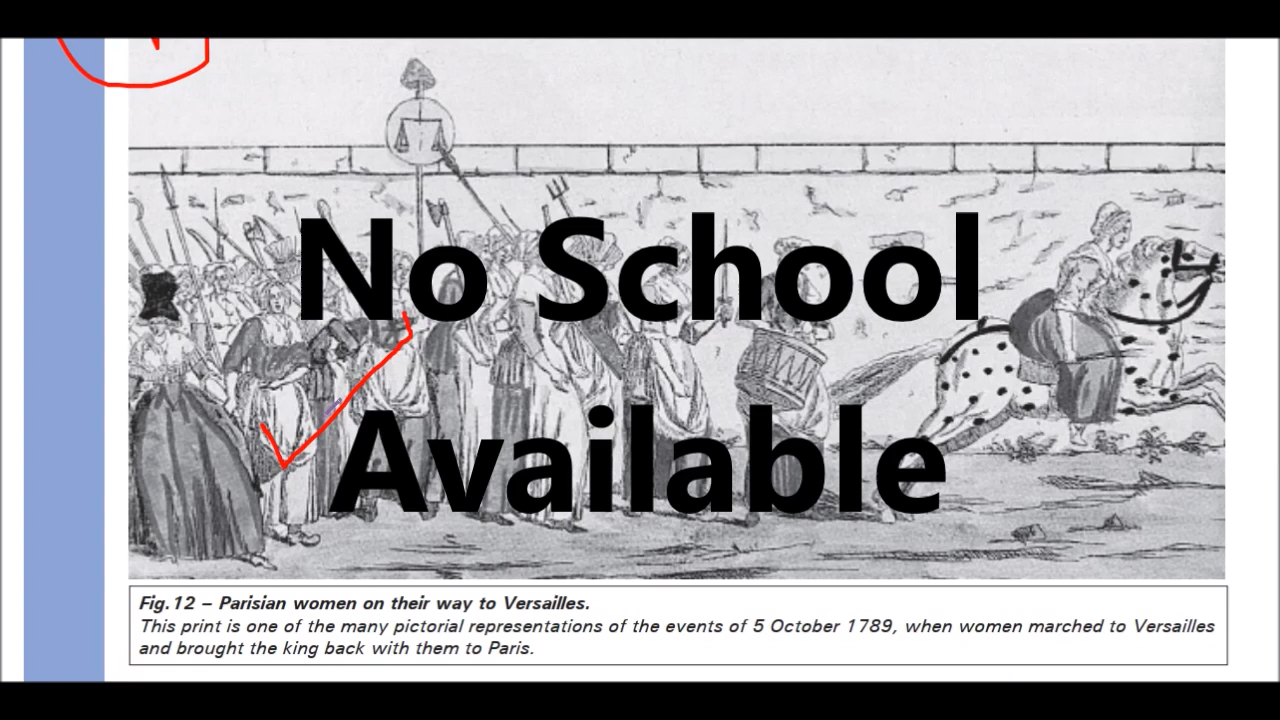 No School
Available
Fig.12 – Parisian women on their way to Versailles.
This print is one of the many pictorial representations of the events of 5 October 1789, when women marched to Versailles
and brought the king back with them to Paris.